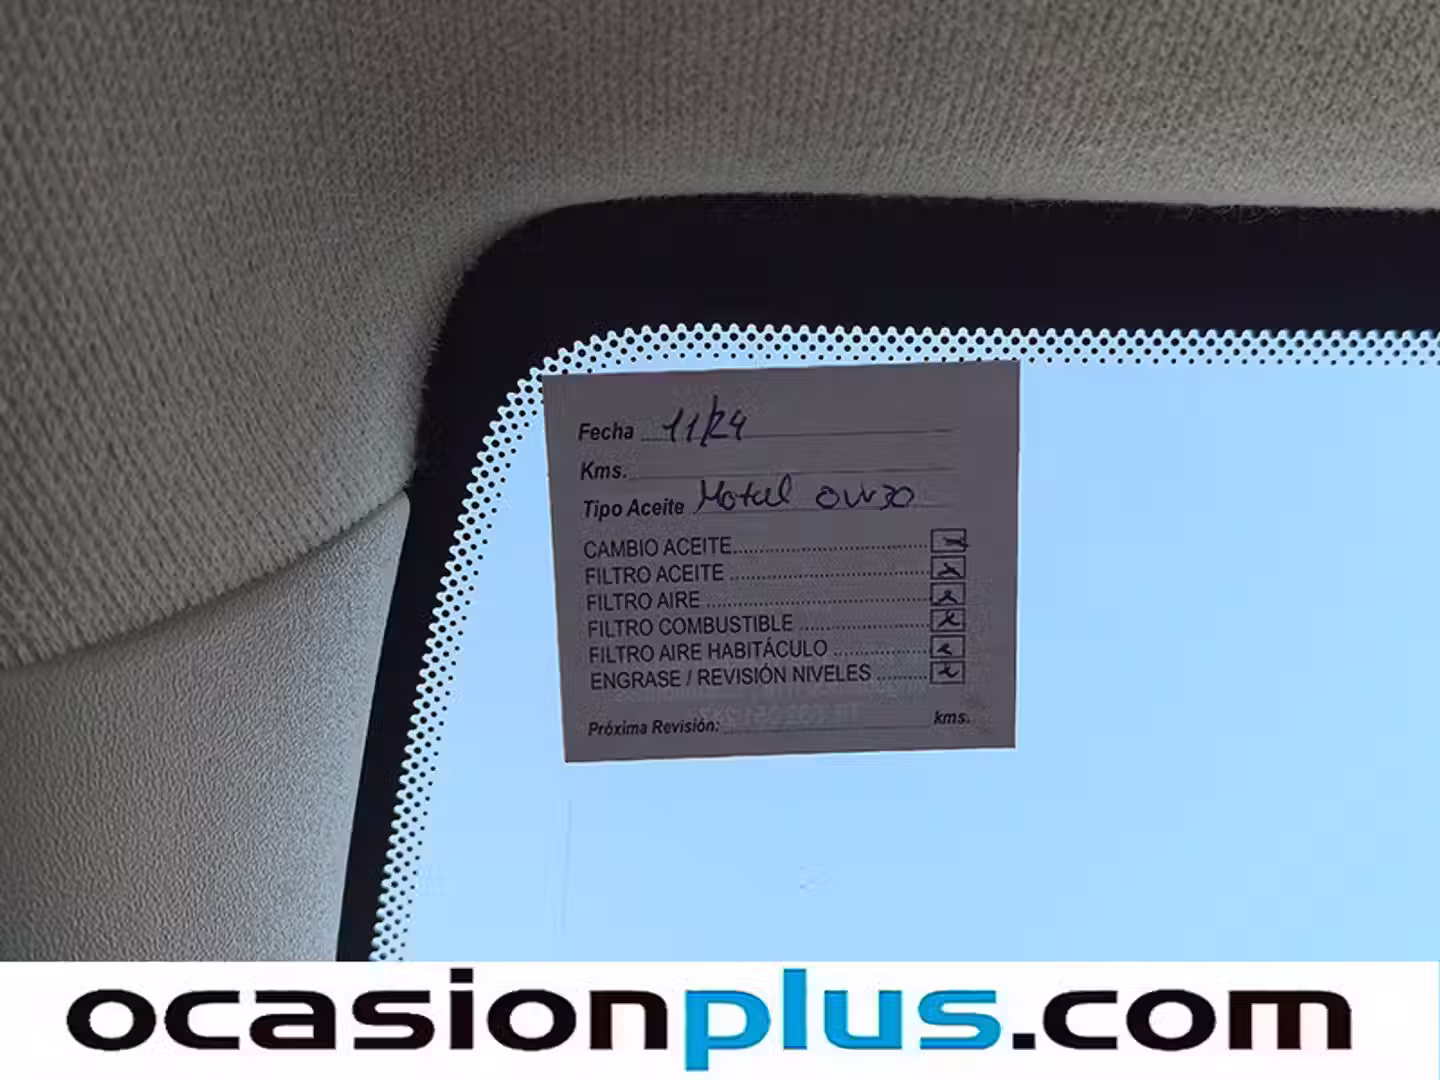 Fecha 11/24
Kms.
Tipo Aceite Motul 0W30
CAMBIO ACEITE
FILTRO ACEITE
FILTRO AIRE
FILTRO COMBUSTIBLE
FILTRO AIRE HABITÁCULO
ENGRASE / REVISIÓN NIVELES
Próxima Revisión: kms.
ocasionplus.com